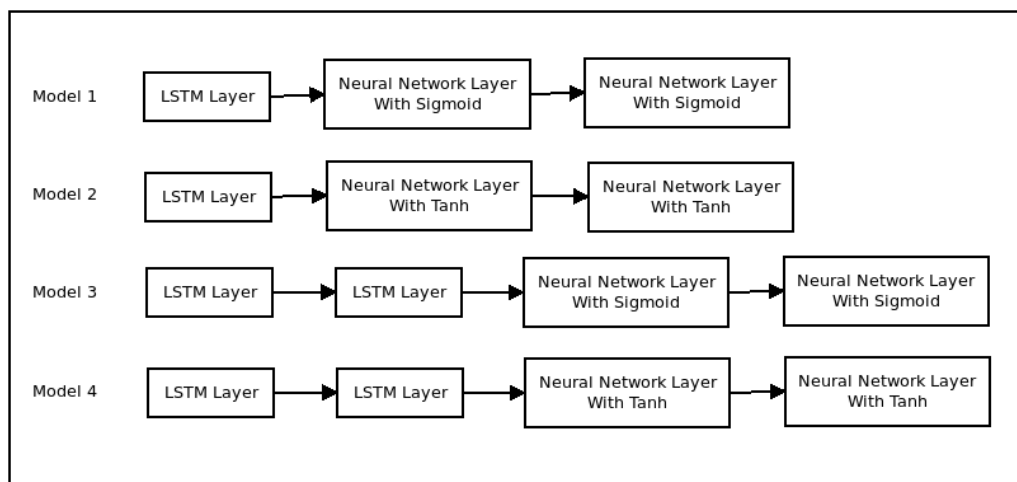 Model 1
LSTM Layer
Neural Network Layer
With Sigmoid
Neural Network Layer
With Sigmoid
Model 2
LSTM Layer
Neural Network Layer
With Tanh
Neural Network Layer
With Tanh
Model 3
LSTM Layer
LSTM Layer
Neural Network Layer
With Sigmoid
Neural Network Layer
With Sigmoid
Model 4
LSTM Layer
LSTM Layer
Neural Network Layer
With Tanh
Neural Network Layer
With Tanh